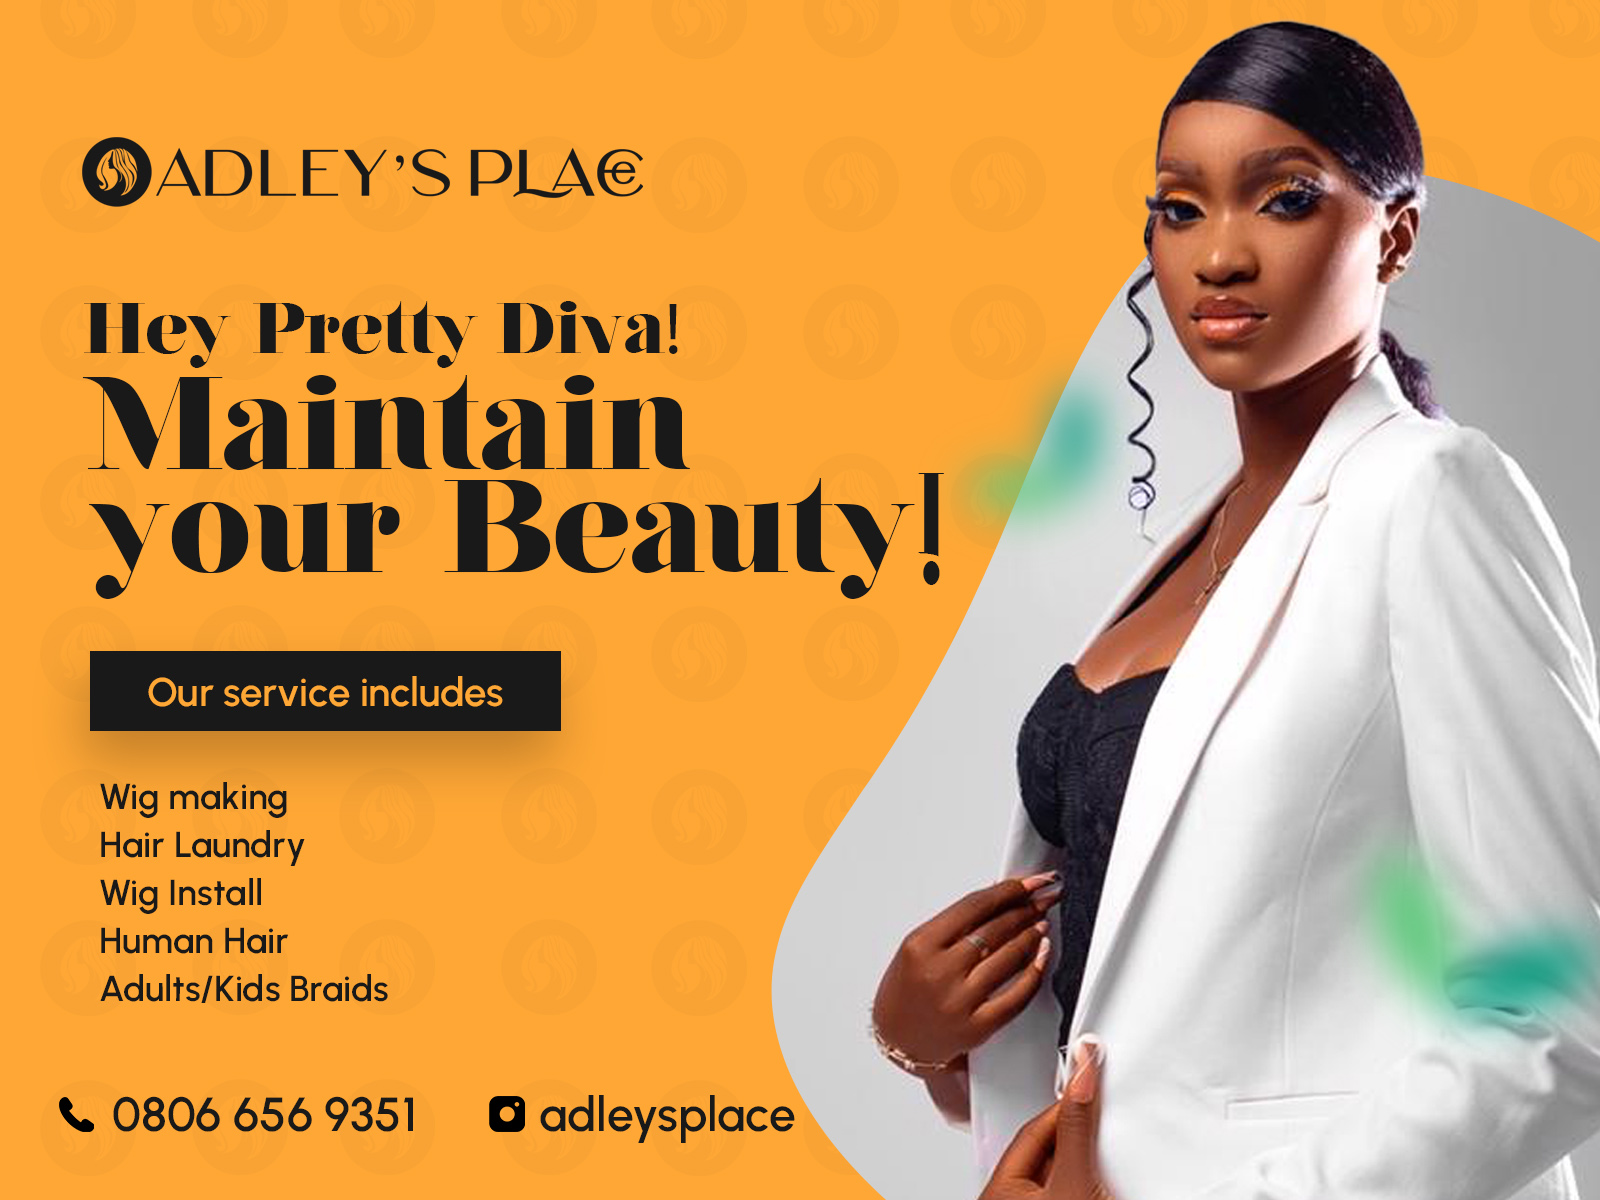 ADLEY'S PLACe
Hey Pretty Diva!
Maintain
your Beauty!
Our service includes
Wig making
Hair Laundry
Wig Install
Human Hair
Adults/Kids Braids
0806 656 9351
adleysplace